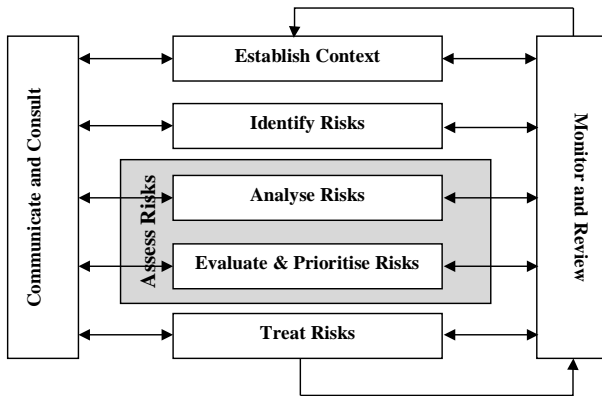 Communicate and Consult
Establish Context
Identify Risks
Assess Risks
Analyse Risks
Evaluate & Prioritise Risks
Treat Risks
Monitor and Review